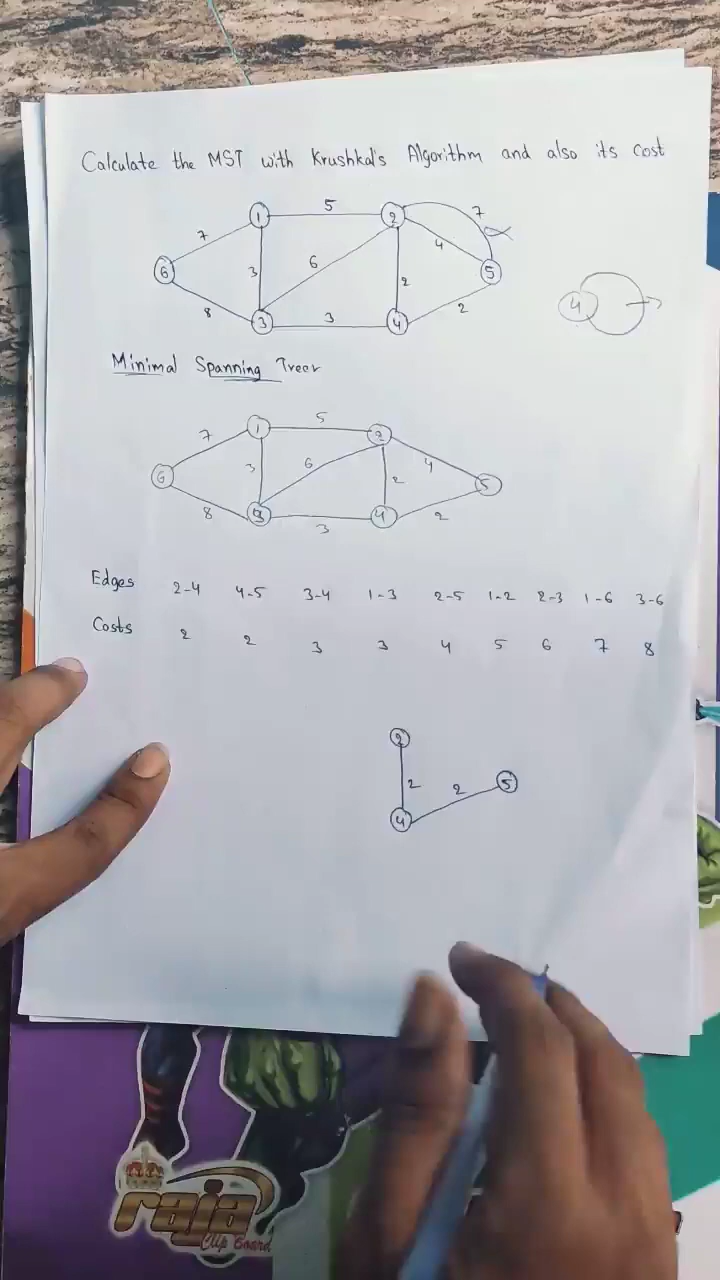 Calculate the MST with Krushkal's Algorithm and also its cost
1 5 2 7
7 4
6 3 6 2 5
8 2 4
3 3 4
Minimal Spanning Treer
1 5 2
7 4
6 3 6 2 5
8 2
3 3 4
Edges 2-4 4-5 3-4 1-3 2-5 1-2 2-3 1-6 3-6
Costs 2 2 3 3 4 5 6 7 8
2
2 2 5
4
raja
Clip Board